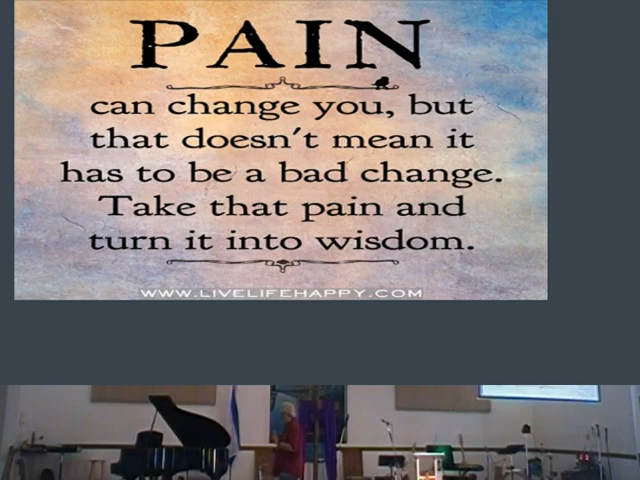 PAIN
can change you, but
that doesn't mean it
has to be a bad change.
Take that pain and
turn it into wisdom.
WWW.LIVELIFEHAPPY.COM